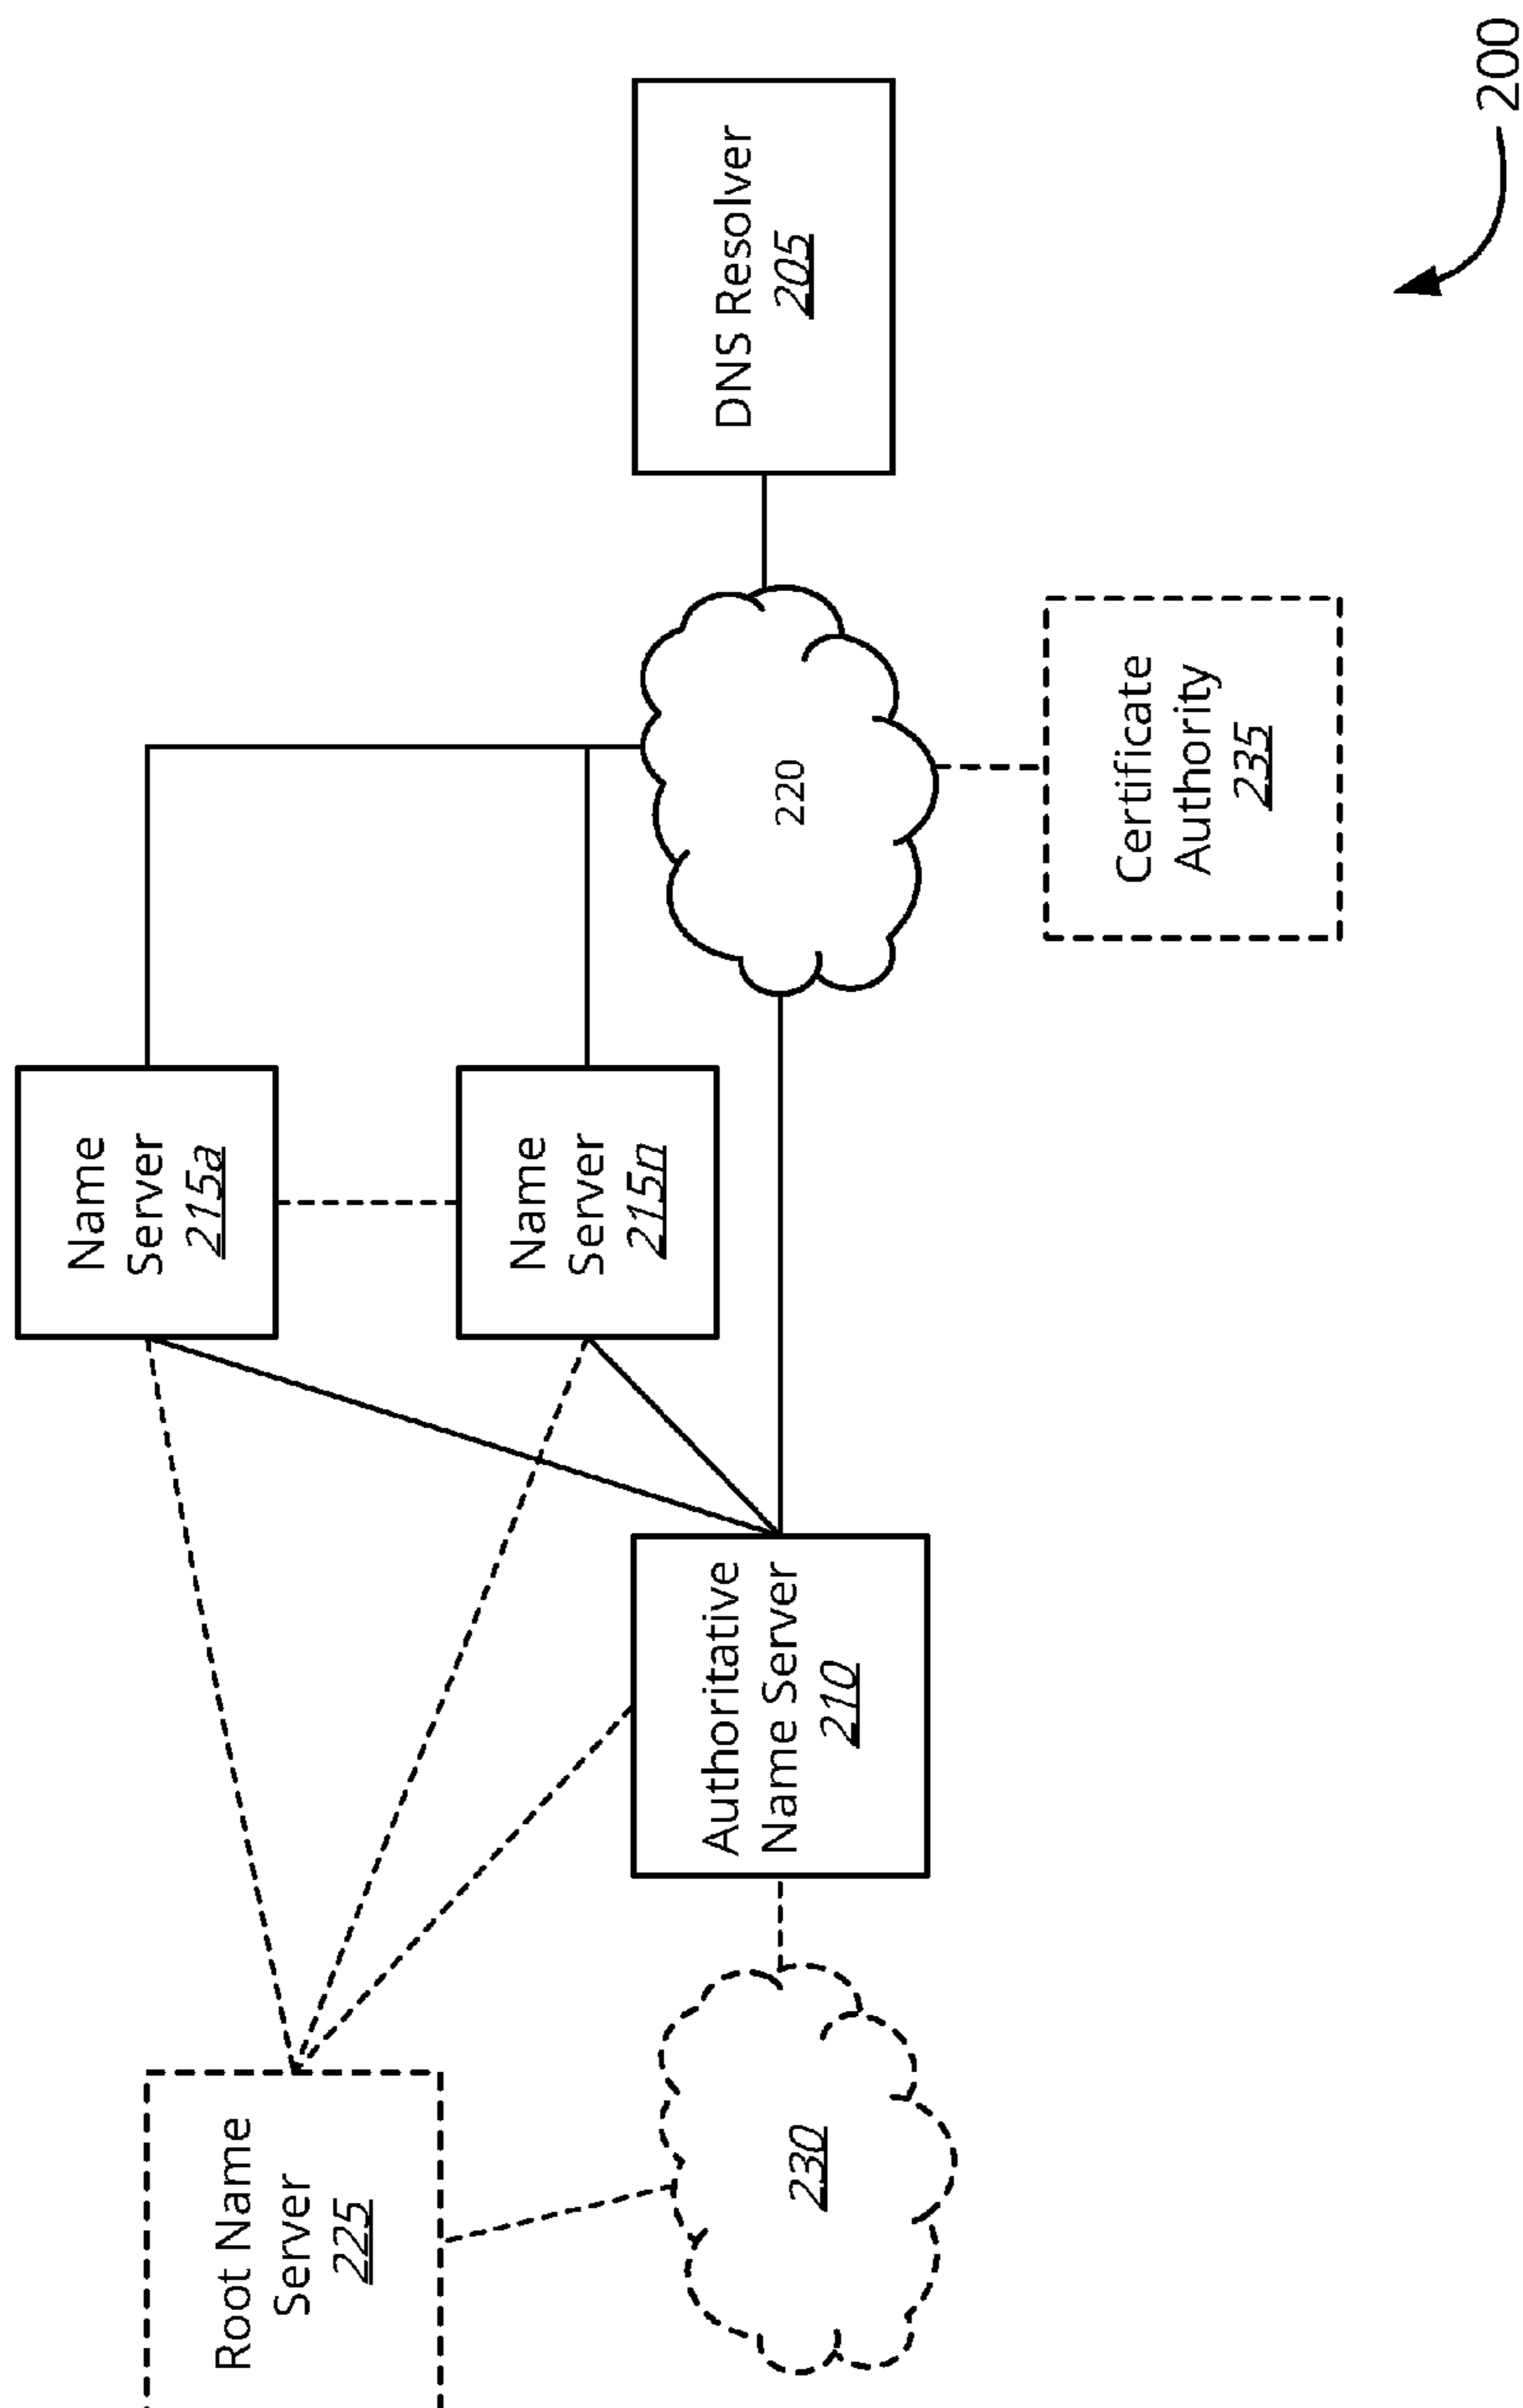 Root Name
Server
225
Name
Server
215a
Name
Server
215n
230
Authoritative
Name Server
210
220
DNS Resolver
205
Certificate
Authority
235
200